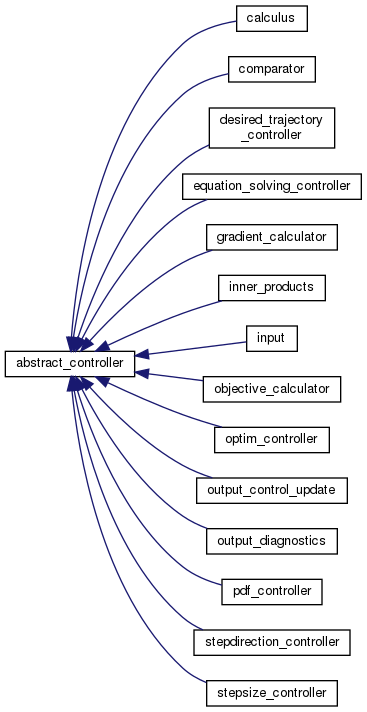 calculus
comparator
desired_trajectory
_controller
equation_solving_controller
gradient_calculator
inner_products
input
abstract_controller
objective_calculator
optim_controller
output_control_update
output_diagnostics
pdf_controller
stepdirection_controller
stepsize_controller